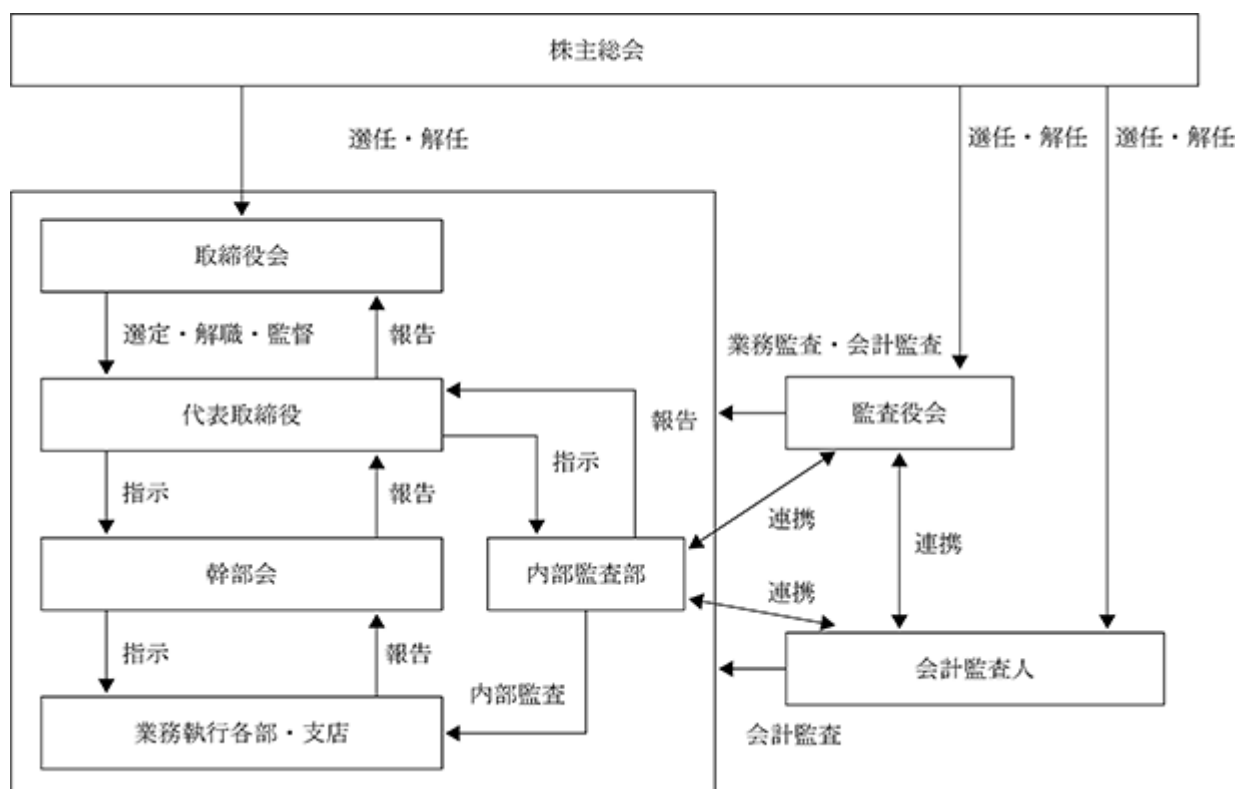 株主総会
選任・解任
選任・解任
選任・解任
取締役会
選定・解職・監督
報告
業務監査・会計監査
代表取締役
監査役会
報告
指示
指示
報告
連携
連携
幹部会
内部監査部
連携
指示
報告
会計監査人
内部監査
業務執行各部・支店
会計監査